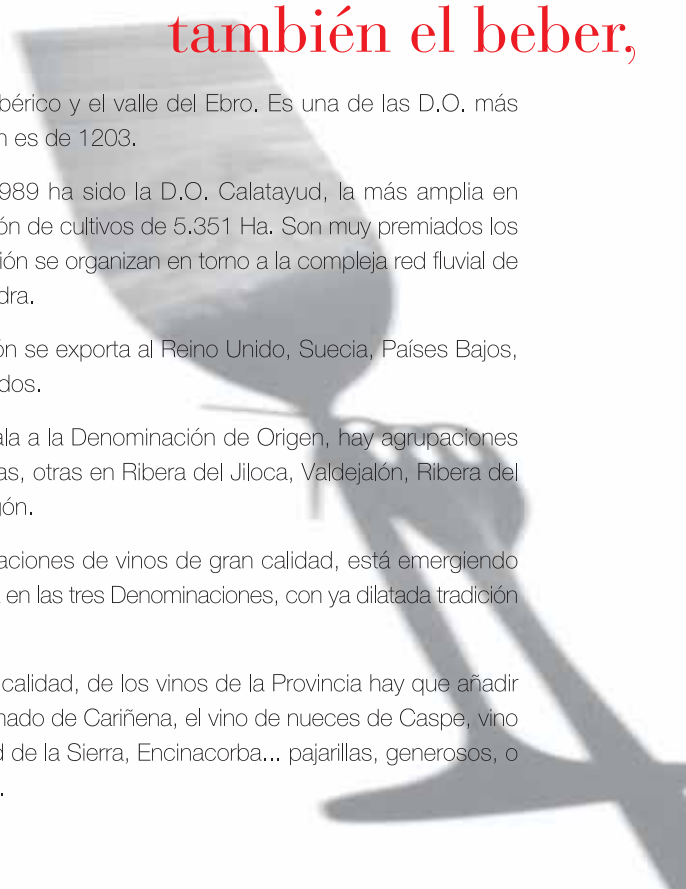 también el beber,
bérico y el valle del Ebro. Es una de las D.O. más
n es de 1203.
989 ha sido la D.O. Calatayud, la más amplia en
ón de cultivos de 5.351 Ha. Son muy premiados los
ión se organizan en torno a la compleja red fluvial de
dra.
ón se exporta al Reino Unido, Suecia, Países Bajos,
dos.
ala a la Denominación de Origen, hay agrupaciones
as, otras en Ribera del Jiloca, Valdejalón, Ribera del
gón.
aciones de vinos de gran calidad, está emergiendo
en las tres Denominaciones, con ya dilatada tradición
calidad, de los vinos de la Provincia hay que añadir
nado de Cariñena, el vino de nueces de Caspe, vino
d de la Sierra, Encinacorba... pajarillas, generosos, o
.